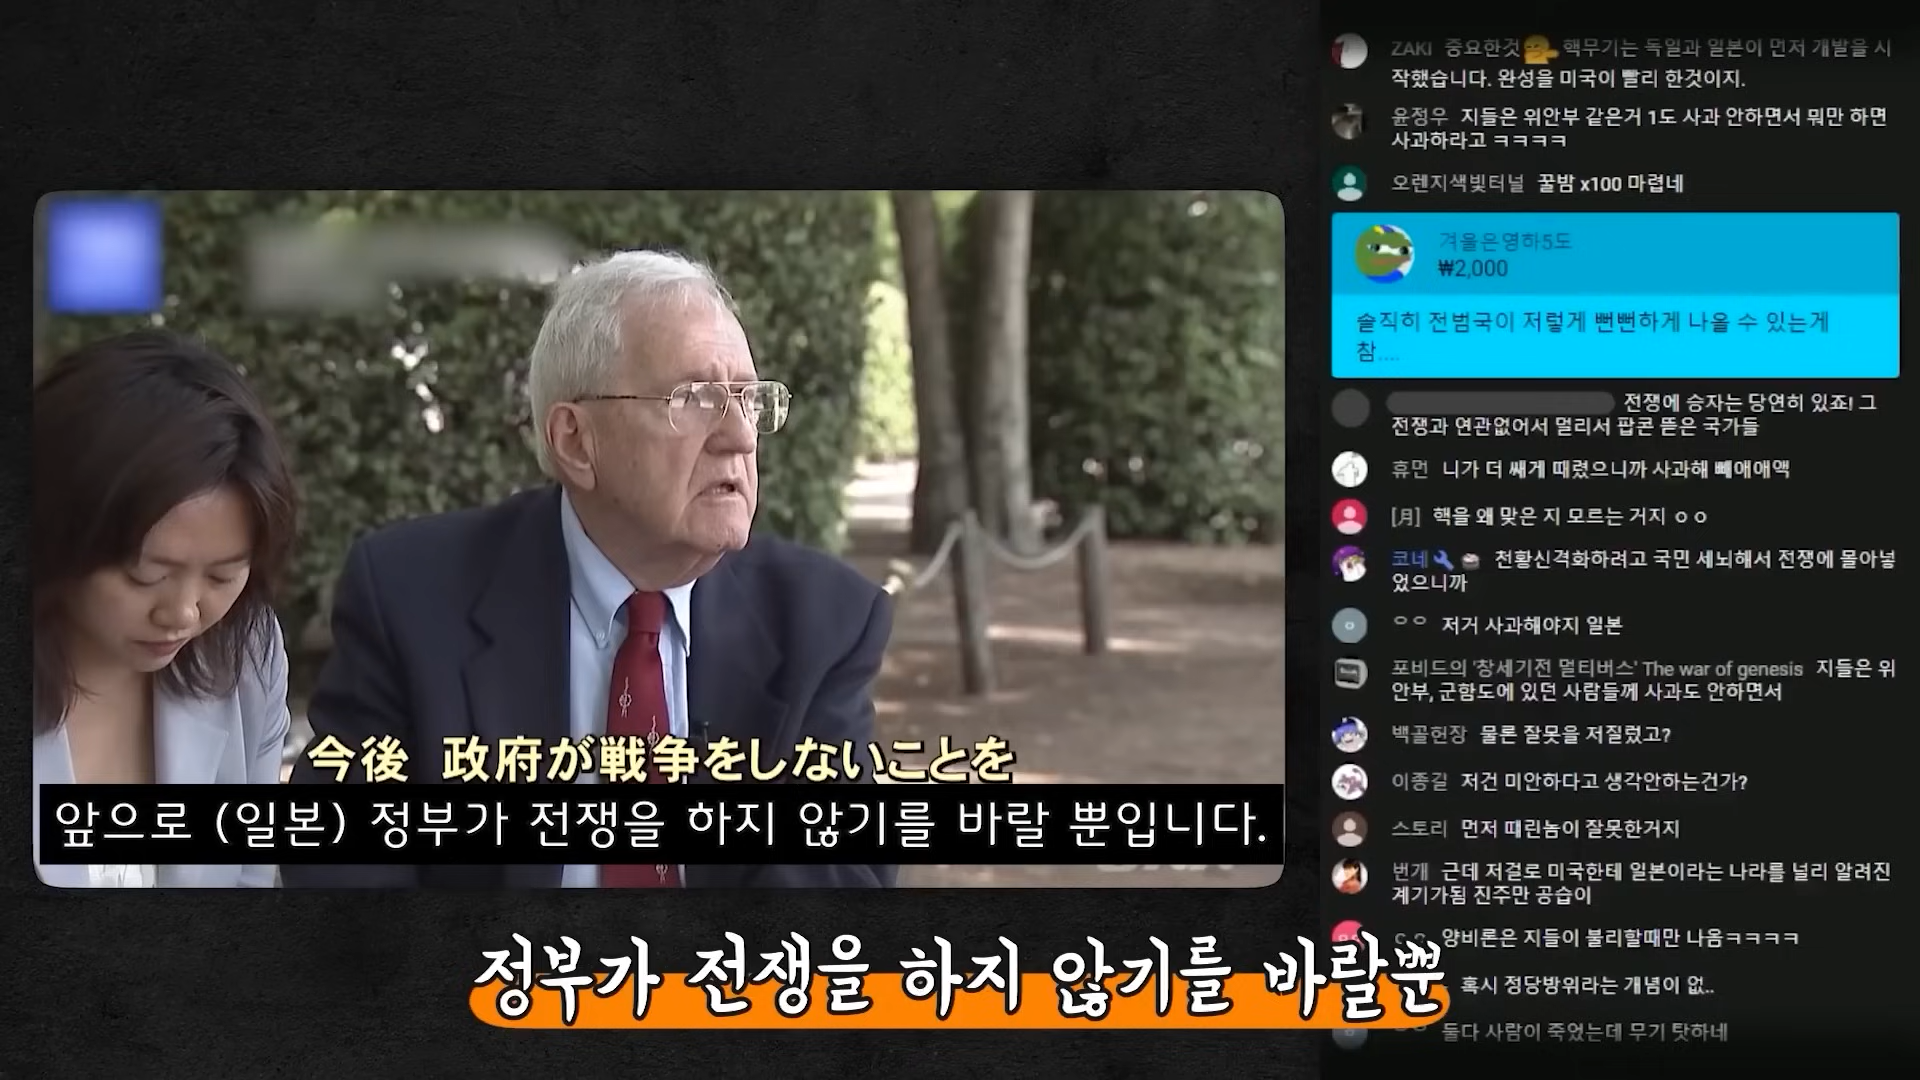 今後 政府が戦争をしないことを
앞으로 (일본) 정부가 전쟁을 하지 않기를 바랄 뿐입니다.
정부가 전쟁을 하지 않기를 바랄뿐
ZAKI 중요한것 핵무기는 독일과 일본이 먼저 개발을 시
작했습니다. 완성을 미국이 빨리 한것이지.
윤정우 지들은 위안부 같은거 1도 사과 안하면서 뭐만 하면
사과하라고 ㅋㅋㅋㅋ
오렌지색빛터널 꿀밤 x100 마렵네
겨울은영하5도
₩2,000
솔직히 전범국이 저렇게 뻔뻔하게 나올 수 있는게
참....
전쟁에 승자는 당연히 있죠! 그
전쟁과 연관없어서 멀리서 팝콘 뜯은 국가들
휴먼 니가 더 쌔게 때렸으니까 사과해 빼애애액
[月] 핵을 왜 맞은 지 모르는 거지 ㅇㅇ
코네 천황신격화하려고 국민 세뇌해서 전쟁에 몰아넣
었으니까
ㅇㅇ 저거 사과해야지 일본
포비드의 '창세기전 멀티버스' The war of genesis 지들은 위
안부, 군함도에 있던 사람들께 사과도 안하면서
백골헌장 물론 잘못을 저질렀고?
이종길 저건 미안하다고 생각안하는건가?
스토리 먼저 때린놈이 잘못한거지
번개 근데 저걸로 미국한테 일본이라는 나라를 널리 알려진
계기가됨 진주만 공습이
양비론은 지들이 불리할때만 나옴ㅋㅋㅋㅋ
혹시 정당방위라는 개념이 없..
둘다 사람이 죽었는데 무기 탓하네